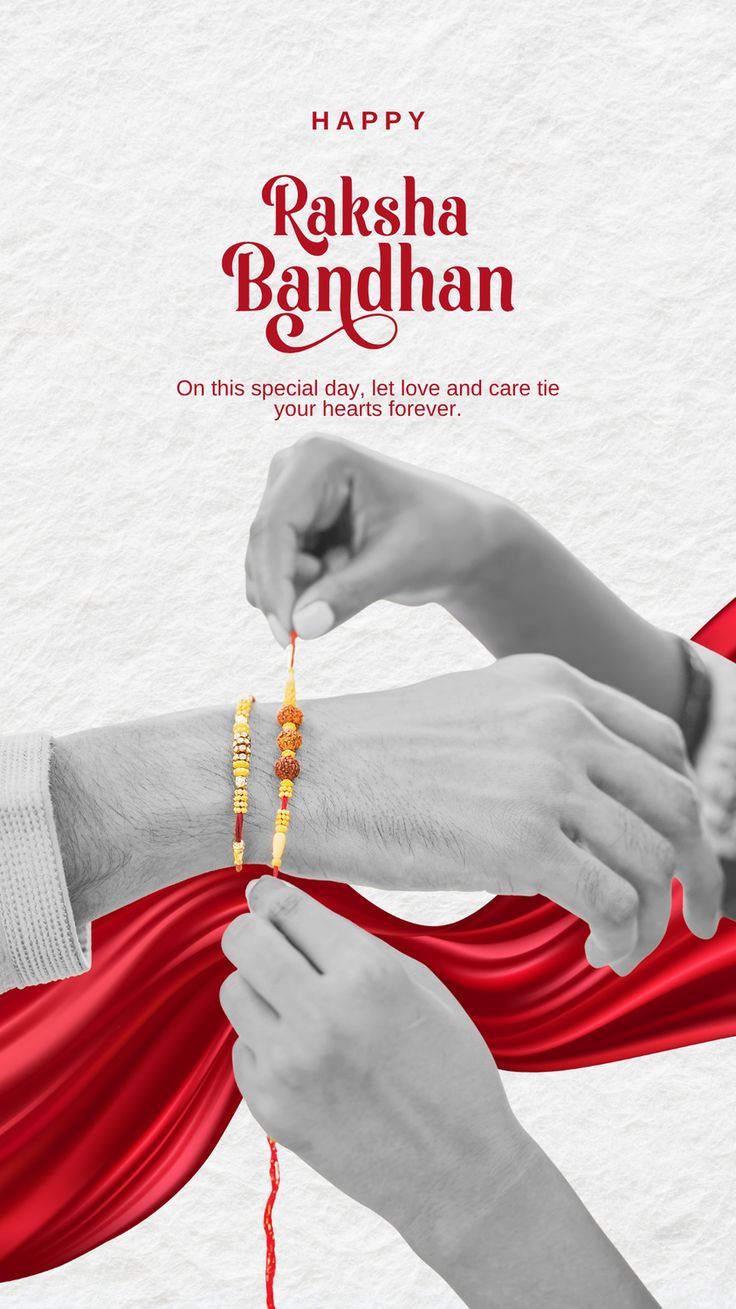 HAPPY
Raksha
Bandhan
On this special day, let love and care tie
your hearts forever.